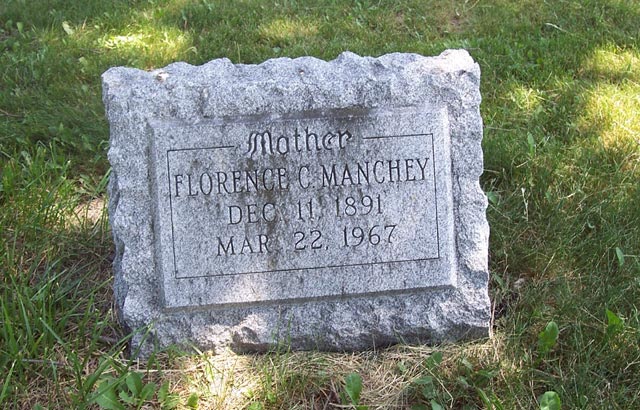 Mother
FLORENCE C. MANCHEY
DEC. 11, 1891
MAR. 22, 1967